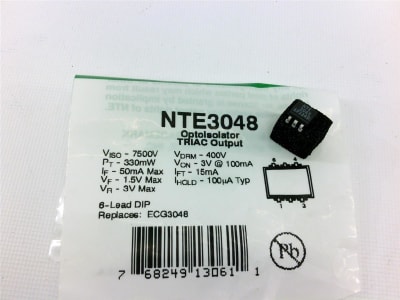 NTE3048
Optoisolator
TRIAC Output
VISO - 7500V
PT - 330mW
IF - 50mA Max
VF - 1.5V Max
VR - 3V Max
VDRM - 400V
VON - 3V @ 100mA
IFT - 15mA
IHOLD - 100µA Typ
6-Lead DIP
Replaces: ECG3048
Pb
7 68249 13061 1